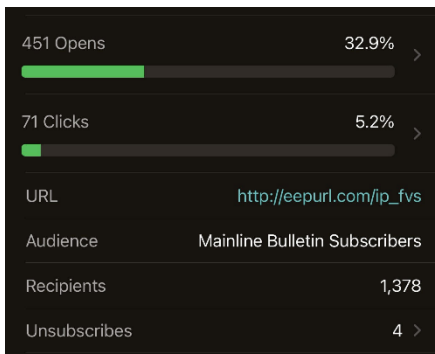 451 Opens 32.9%
71 Clicks 5.2%
URL http://eepurl.com/ip_fvs
Audience Mainline Bulletin Subscribers
Recipients 1,378
Unsubscribes 4